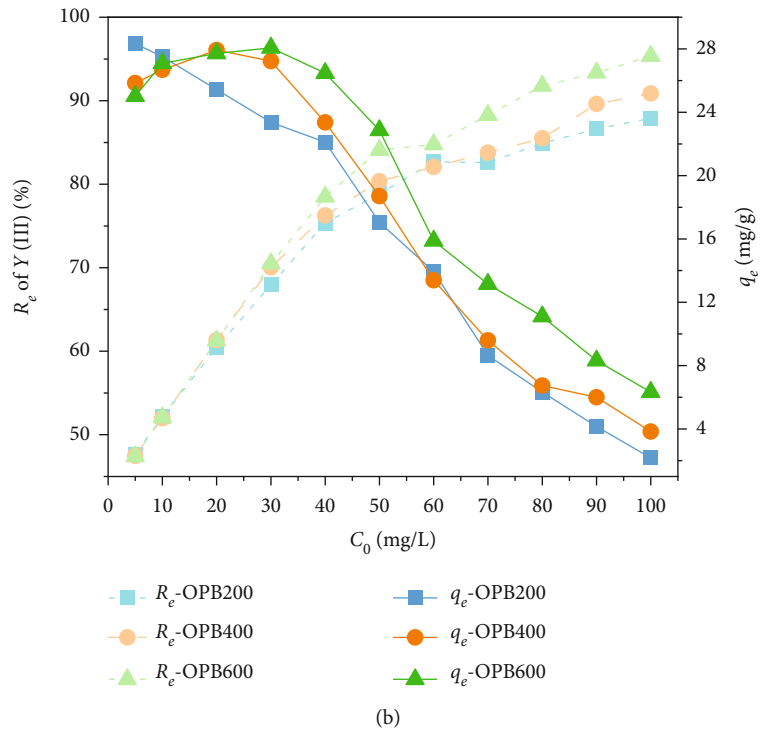 100
90
80
70
60
50
R_e of Y (III) (%)
28
24
20
16
12
8
4
q_e (mg/g)
0 10 20 30 40 50 60 70 80 90 100
C_0 (mg/L)
R_e-OPB200 q_e-OPB200
R_e-OPB400 q_e-OPB400
R_e-OPB600 q_e-OPB600
(b)